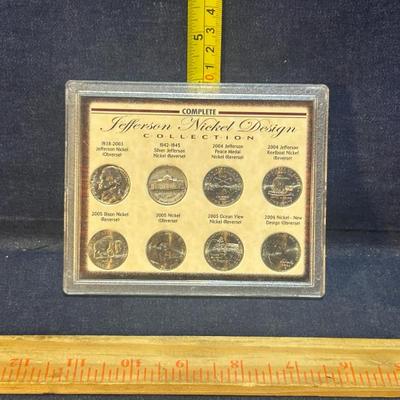 COMPLETE
Jefferson Nickel Design
COLLECTION
1938-2003
Jefferson Nickel
(Obverse)
1942-1945
Silver Jefferson
Nickel (Reverse)
2004 Jefferson
Peace Medal
Nickel (Reverse)
2004 Jefferson
Keelboat Nickel
(Reverse)
2005 Bison Nickel
(Reverse)
2005 Nickel
(Obverse)
2005 Ocean View
Nickel (Reverse)
2006 Nickel - New
Design (Obverse)